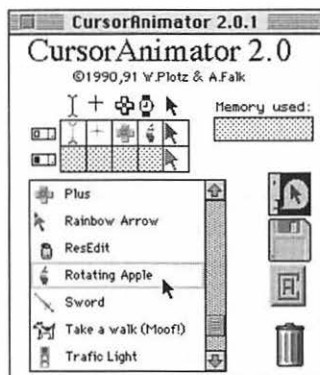 CursorAnimator 2.0.1
CursorAnimator 2.0
©1990,91 W.Plotz & A.Falk
Memory used:
Plus
Rainbow Arrow
ResEdit
Rotating Apple
Sword
Take a walk (Moof!)
Trafic Light